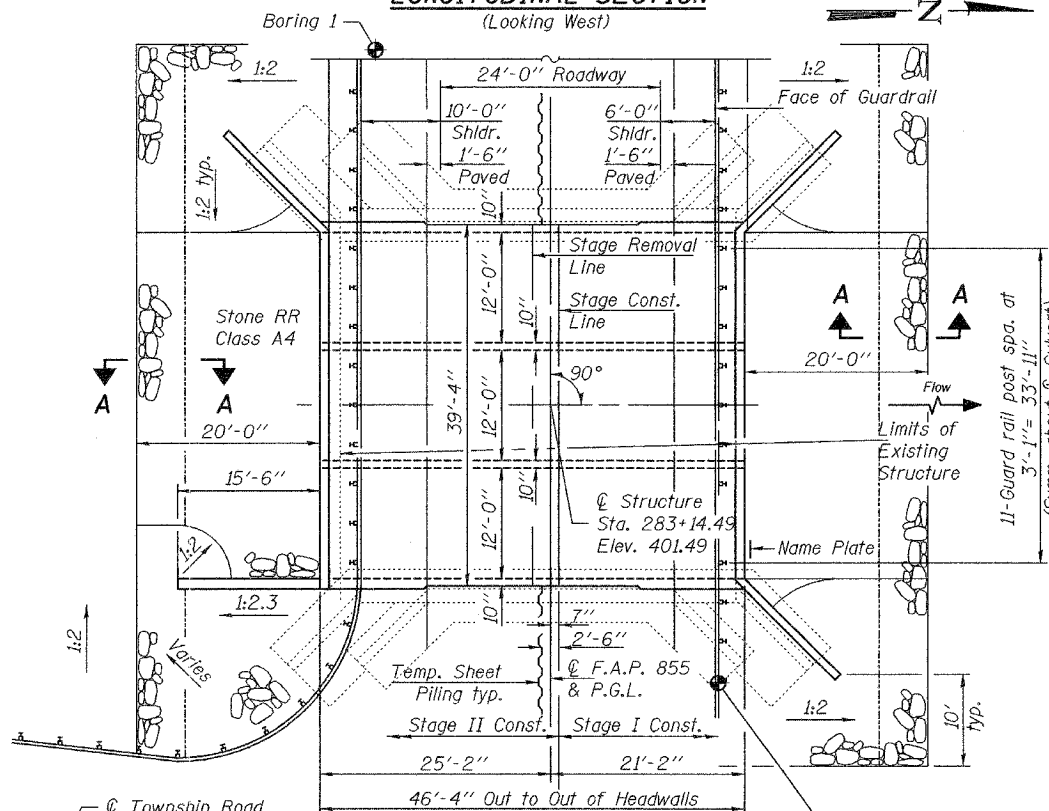 LONGITUDINAL SECTION
(Looking West)
Boring 1
N
1:2
24'-0" Roadway
1:2
Face of Guardrail
10'-0"
Shldr.
6'-0"
Shldr.
1'-6"
Paved
1'-6"
Paved
1:2 typ.
10"
Stage Removal
Line
12'-0"
Stage Const.
Line
10"
Stone RR
Class A4
A
A
A
A
90°
39'-4"
12'-0"
20'-0"
20'-0"
Flow
Limits of
Existing
Structure
11-Guard rail post spa. at
3'-1"= 33'-11"
15'-6"
10"
℄ Structure
Sta. 283+14.49
Elev. 401.49
12'-0"
1:2
Name Plate
1:2.3
10"
7"
2'-6"
1:2
Varies
Temp. Sheet
Piling typ.
℄ F.A.P. 855
& P.G.L.
1:2
10'
typ.
Stage II Const.
Stage I Const.
25'-2"
21'-2"
46'-4" Out to Out of Headwalls
℄ Township Road